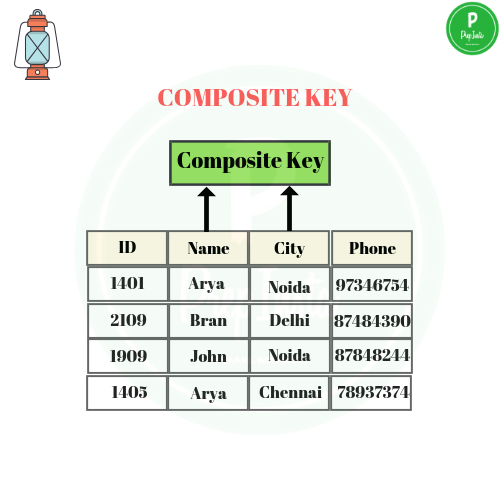 P
PrepInsta
COMPOSITE KEY
Composite Key
ID Name City Phone
1401 Arya Noida 97346754
2109 Bran Delhi 87484390
1909 John Noida 87848244
1405 Arya Chennai 78937374